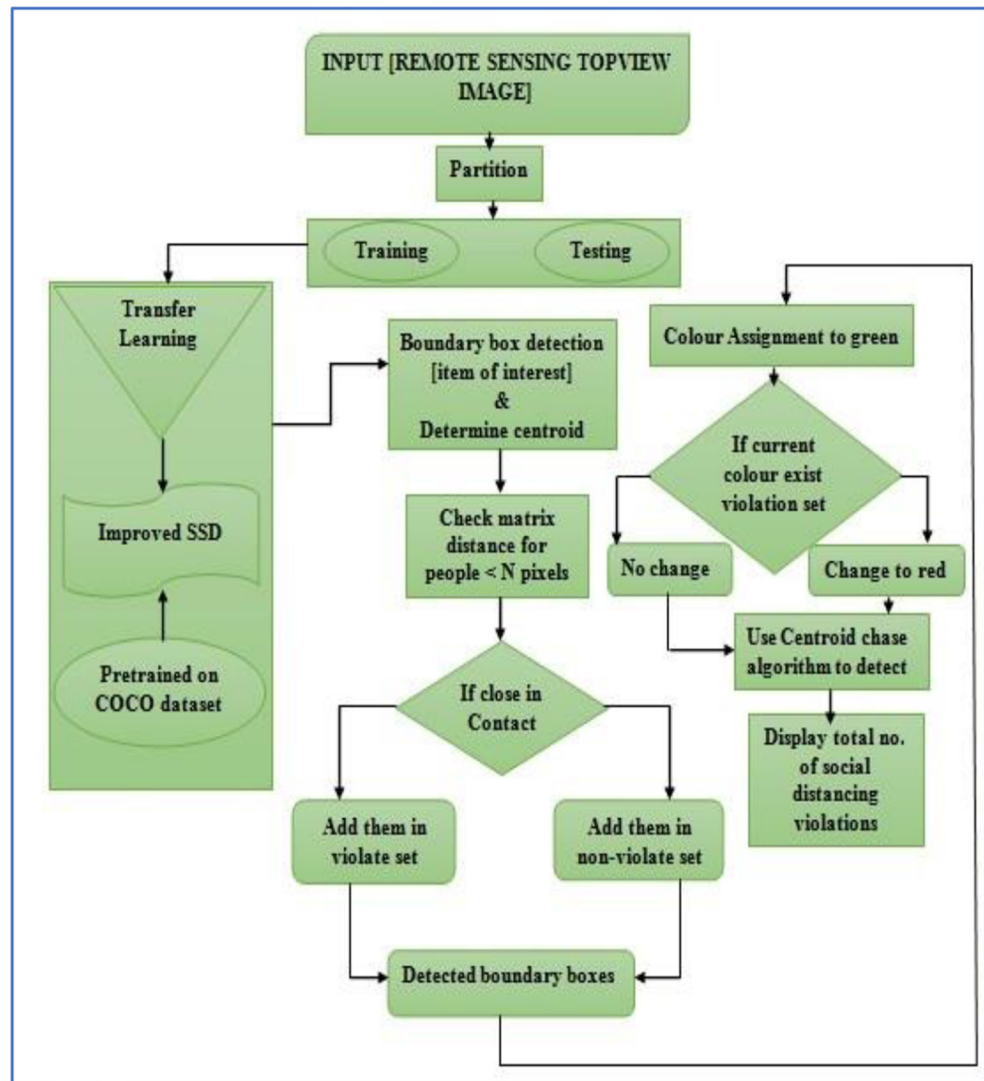 INPUT [REMOTE SENSING TOPVIEW
IMAGE]
Partition
Training
Testing
Transfer
Learning
Improved SSD
Pretrained on
COCO dataset
Boundary box detection
[item of interest]
&
Determine centroid
Check matrix
distance for
people < N pixels
If close in
Contact
Add them in
violate set
Add them in
non-violate set
Detected boundary boxes
Colour Assignment to green
If current
colour exist
violation set
No change
Change to red
Use Centroid chase
algorithm to detect
Display total no.
of social
distancing
violations